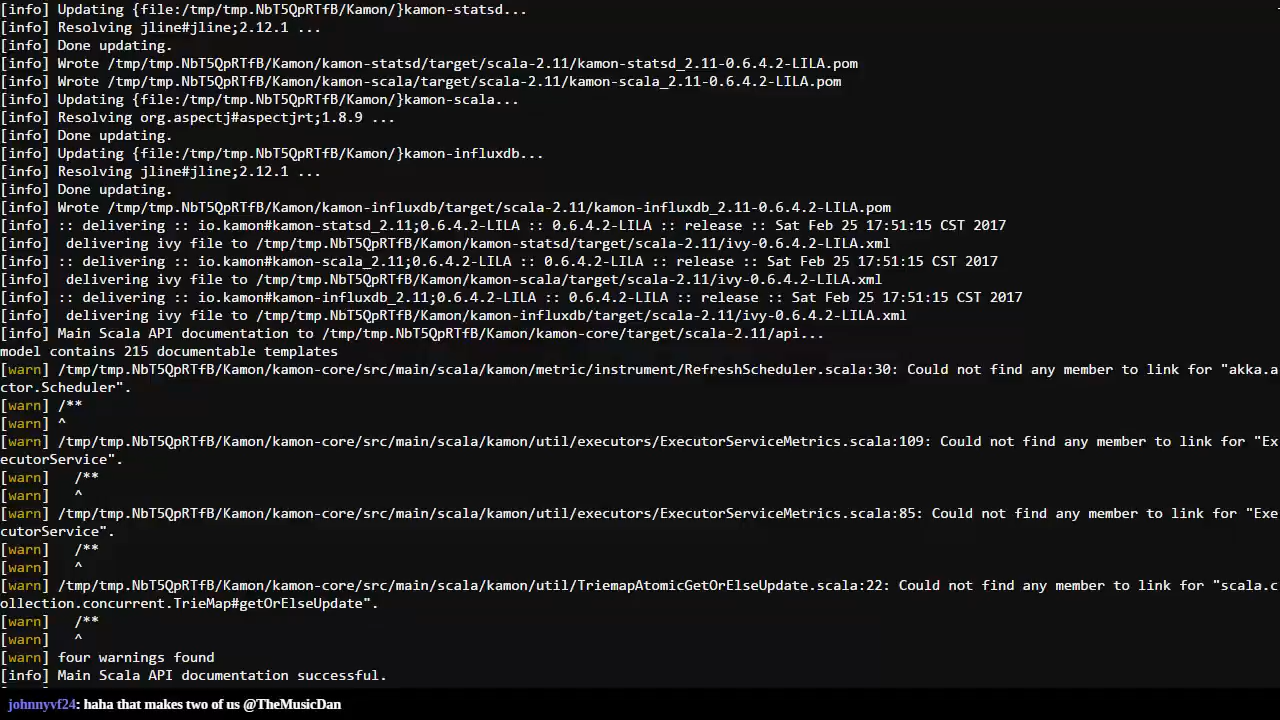 [info] Updating {file:/tmp/tmp.NbT5QpRTfB/Kamon/}kamon-statsd...
[info] Resolving jline#jline;2.12.1 ...
[info] Done updating.
[info] Wrote /tmp/tmp.NbT5QpRTfB/Kamon/kamon-statsd/target/scala-2.11/kamon-statsd_2.11-0.6.4.2-LILA.pom
[info] Wrote /tmp/tmp.NbT5QpRTfB/Kamon/kamon-scala/target/scala-2.11/kamon-scala_2.11-0.6.4.2-LILA.pom
[info] Updating {file:/tmp/tmp.NbT5QpRTfB/Kamon/}kamon-scala...
[info] Resolving org.aspectj#aspectjrt;1.8.9 ...
[info] Done updating.
[info] Updating {file:/tmp/tmp.NbT5QpRTfB/Kamon/}kamon-influxdb...
[info] Resolving jline#jline;2.12.1 ...
[info] Done updating.
[info] Wrote /tmp/tmp.NbT5QpRTfB/Kamon/kamon-influxdb/target/scala-2.11/kamon-influxdb_2.11-0.6.4.2-LILA.pom
[info] :: delivering :: io.kamon#kamon-statsd_2.11;0.6.4.2-LILA :: 0.6.4.2-LILA :: release :: Sat Feb 25 17:51:15 CST 2017
[info]  delivering ivy file to /tmp/tmp.NbT5QpRTfB/Kamon/kamon-statsd/target/scala-2.11/ivy-0.6.4.2-LILA.xml
[info] :: delivering :: io.kamon#kamon-scala_2.11;0.6.4.2-LILA :: 0.6.4.2-LILA :: release :: Sat Feb 25 17:51:15 CST 2017
[info]  delivering ivy file to /tmp/tmp.NbT5QpRTfB/Kamon/kamon-scala/target/scala-2.11/ivy-0.6.4.2-LILA.xml
[info] :: delivering :: io.kamon#kamon-influxdb_2.11;0.6.4.2-LILA :: 0.6.4.2-LILA :: release :: Sat Feb 25 17:51:15 CST 2017
[info]  delivering ivy file to /tmp/tmp.NbT5QpRTfB/Kamon/kamon-influxdb/target/scala-2.11/ivy-0.6.4.2-LILA.xml
[info] Main Scala API documentation to /tmp/tmp.NbT5QpRTfB/Kamon/kamon-core/target/scala-2.11/api...
model contains 215 documentable templates
[warn] /tmp/tmp.NbT5QpRTfB/Kamon/kamon-core/src/main/scala/kamon/metric/instrument/RefreshScheduler.scala:30: Could not find any member to link for "akka.a
ctor.Scheduler".
[warn] /**
[warn] ^
[warn] /tmp/tmp.NbT5QpRTfB/Kamon/kamon-core/src/main/scala/kamon/util/executors/ExecutorServiceMetrics.scala:109: Could not find any member to link for "Ex
ecutorService".
[warn]   /**
[warn]   ^
[warn] /tmp/tmp.NbT5QpRTfB/Kamon/kamon-core/src/main/scala/kamon/util/executors/ExecutorServiceMetrics.scala:85: Could not find any member to link for "Exe
cutorService".
[warn]   /**
[warn]   ^
[warn] /tmp/tmp.NbT5QpRTfB/Kamon/kamon-core/src/main/scala/kamon/util/TriemapAtomicGetOrElseUpdate.scala:22: Could not find any member to link for "scala.c
ollection.concurrent.TrieMap#getOrElseUpdate".
[warn]   /**
[warn]   ^
[warn] four warnings found
[info] Main Scala API documentation successful.
johnnyvf24: haha that makes two of us @TheMusicDan